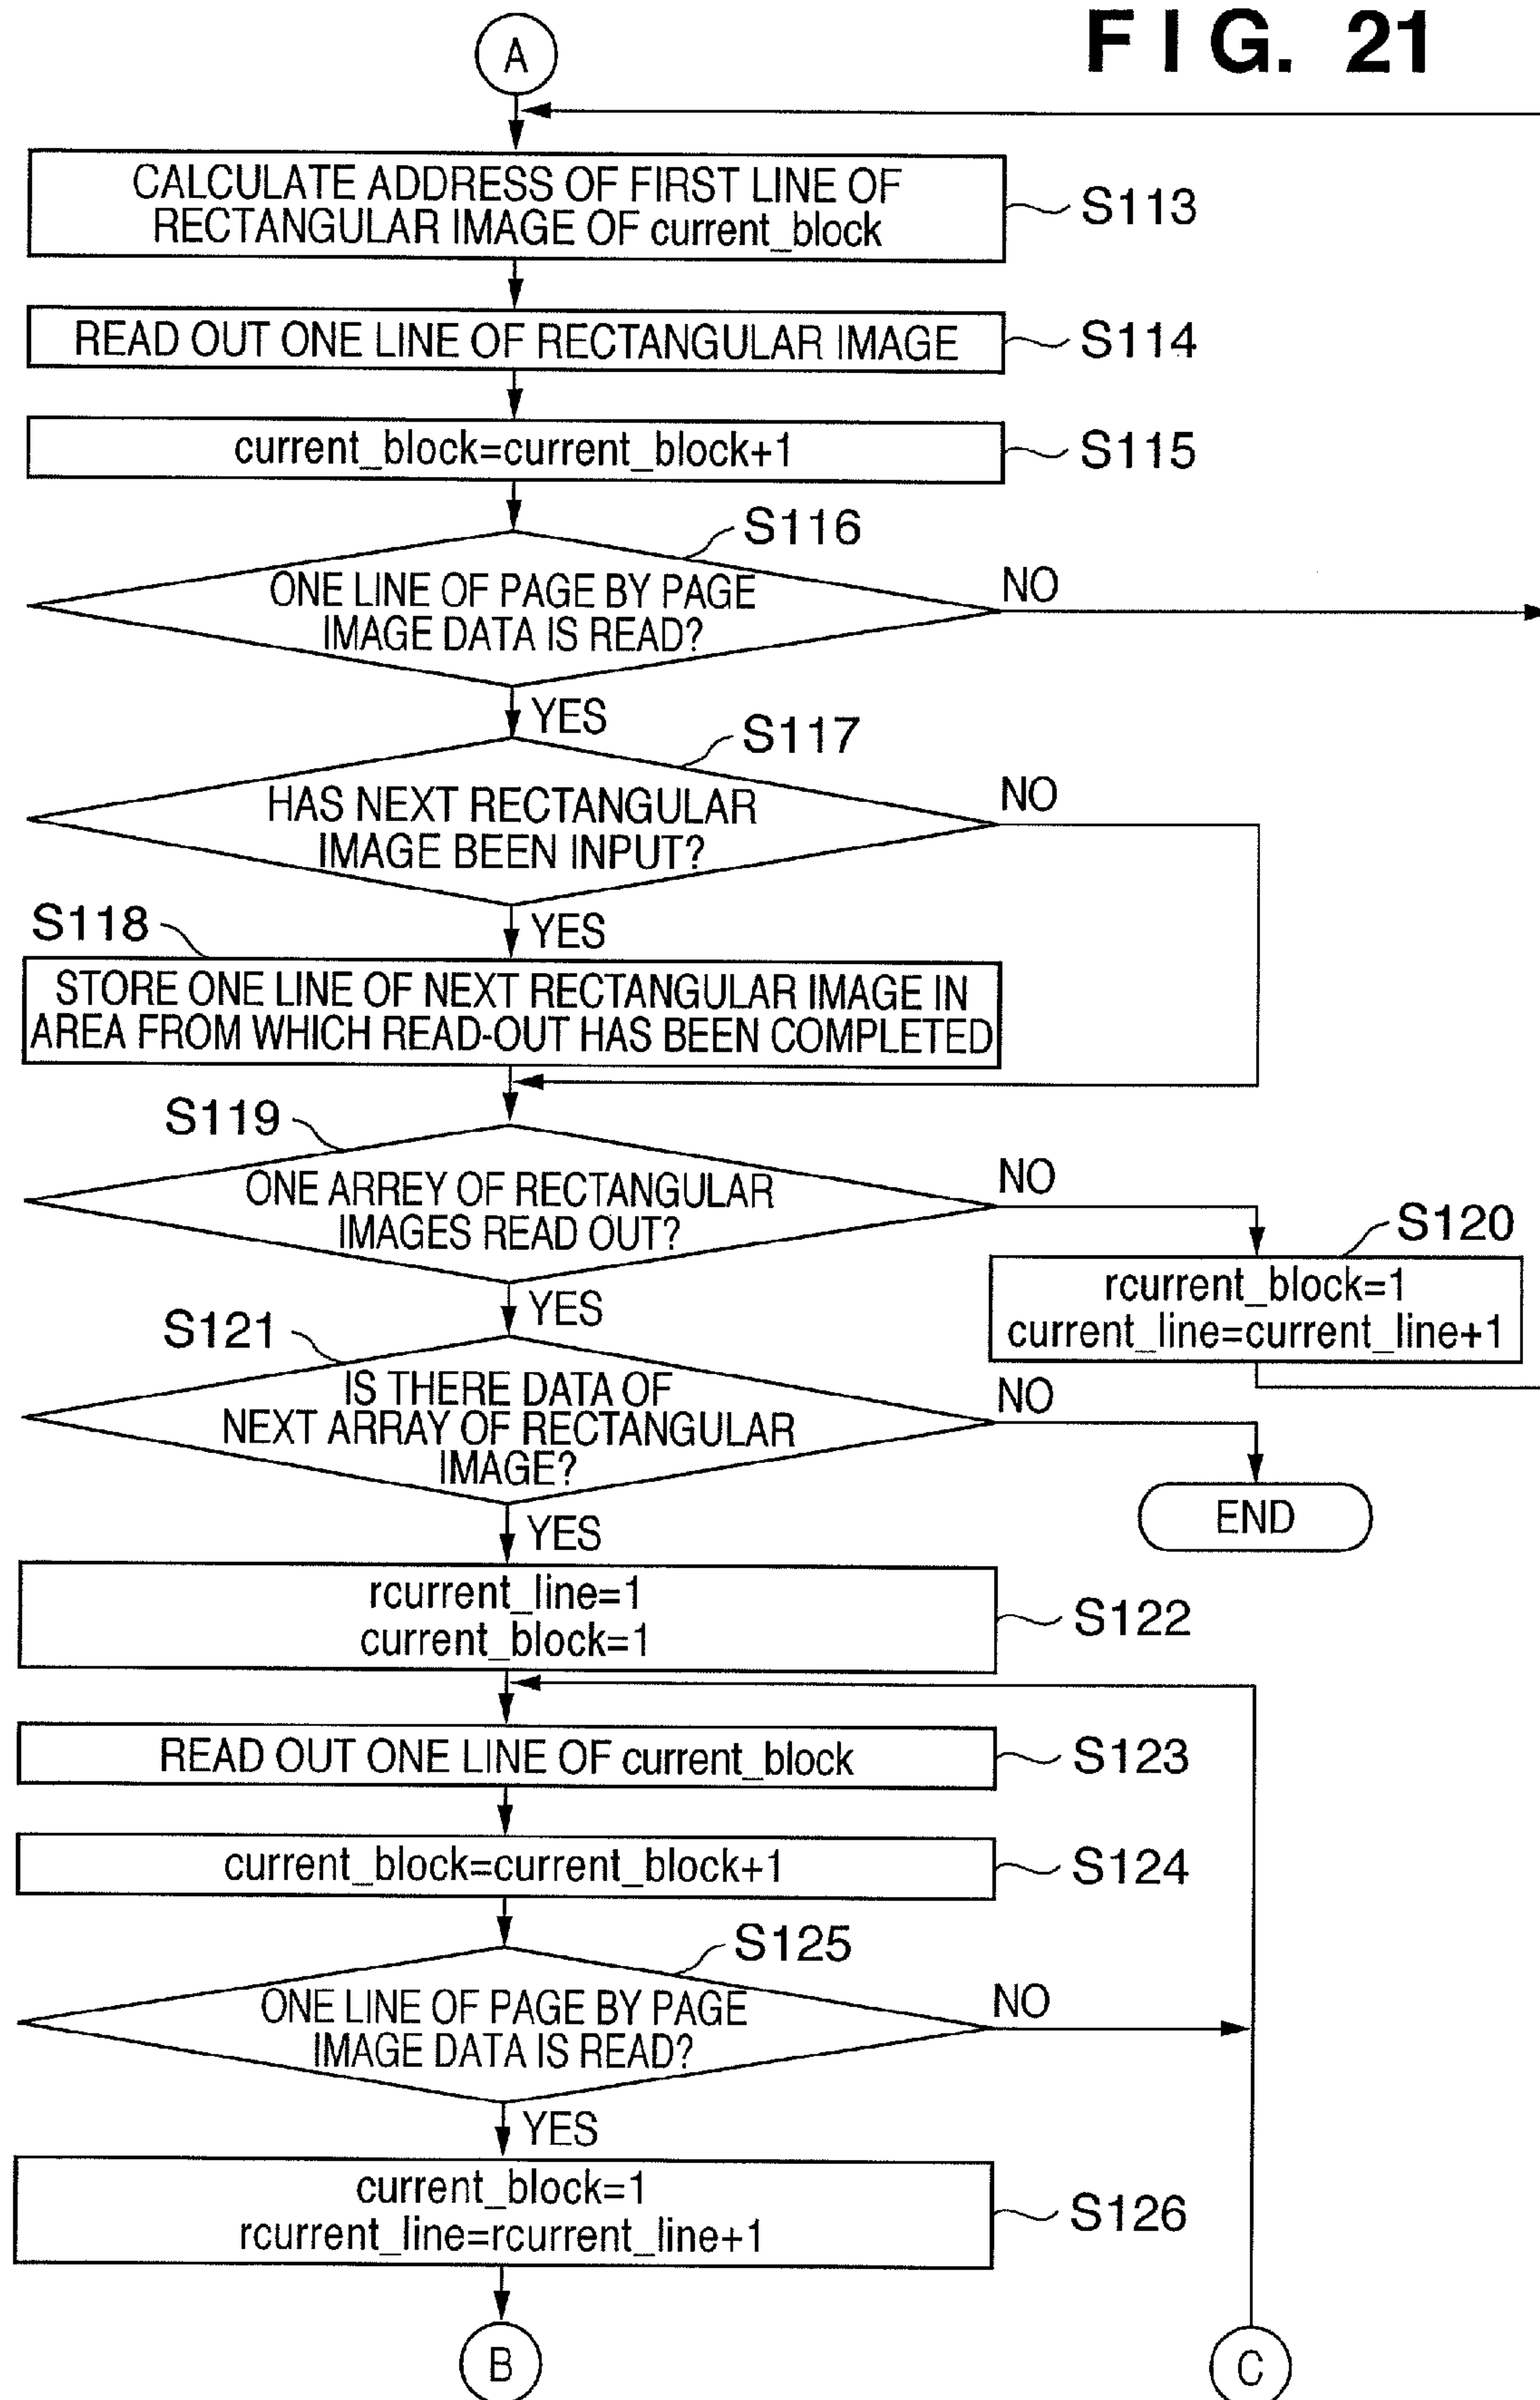 FIG. 21
A
CALCULATE ADDRESS OF FIRST LINE OF
RECTANGULAR IMAGE OF current_block
S113
READ OUT ONE LINE OF RECTANGULAR IMAGE
S114
current_block=current_block+1
S115
S116
ONE LINE OF PAGE BY PAGE
IMAGE DATA IS READ?
NO
YES
S117
HAS NEXT RECTANGULAR
IMAGE BEEN INPUT?
NO
YES
S118
STORE ONE LINE OF NEXT RECTANGULAR IMAGE IN
AREA FROM WHICH READ-OUT HAS BEEN COMPLETED
S119
ONE ARREY OF RECTANGULAR
IMAGES READ OUT?
NO
YES
S120
rcurrent_block=1
current_line=current_line+1
S121
IS THERE DATA OF
NEXT ARRAY OF RECTANGULAR
IMAGE?
NO
END
YES
rcurrent_line=1
current_block=1
S122
READ OUT ONE LINE OF current_block
S123
current_block=current_block+1
S124
S125
ONE LINE OF PAGE BY PAGE
IMAGE DATA IS READ?
NO
YES
current_block=1
rcurrent_line=rcurrent_line+1
S126
B
C